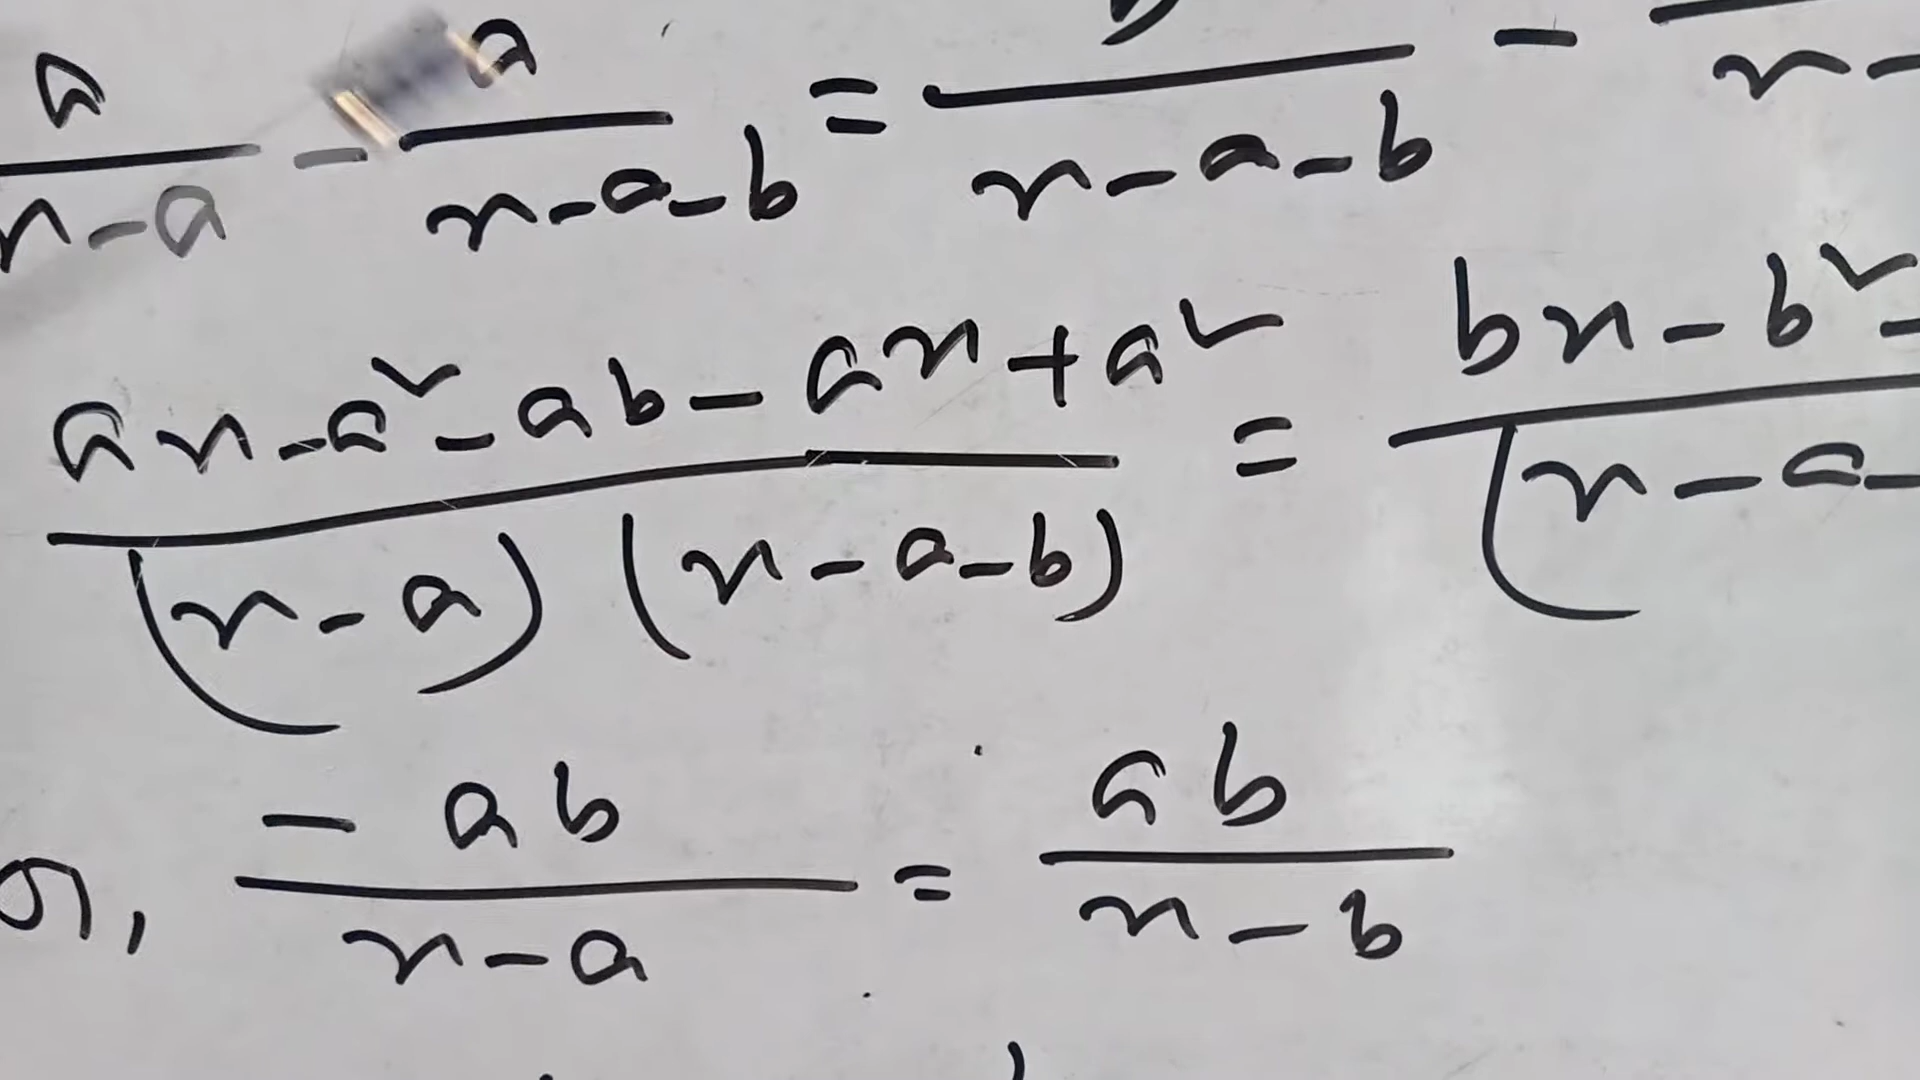 a/(x-a) - a/(x-a-b) = b/(x-a-b) - /(x-
(ax-a²-ab-ax+a²)/((x-a)(x-a-b)) = (bx-b²-)/((x-a-
বা, -ab/(x-a) = ab/(x-b)